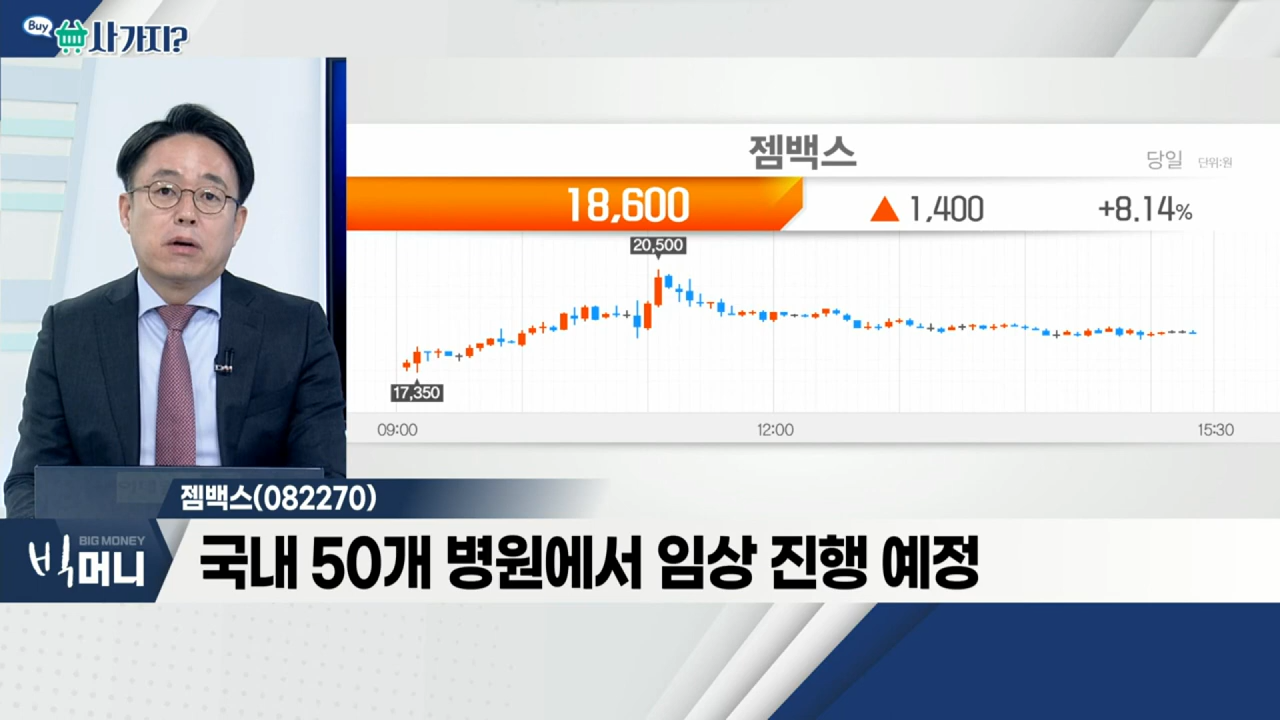 Buy
사가지?
젬백스
당일 단위:원
18,600 ▲ 1,400 +8.14%
20,500
17,350
09:00 12:00 15:30
젬백스(082270)
BIG MONEY
빅머니
국내 50개 병원에서 임상 진행 예정